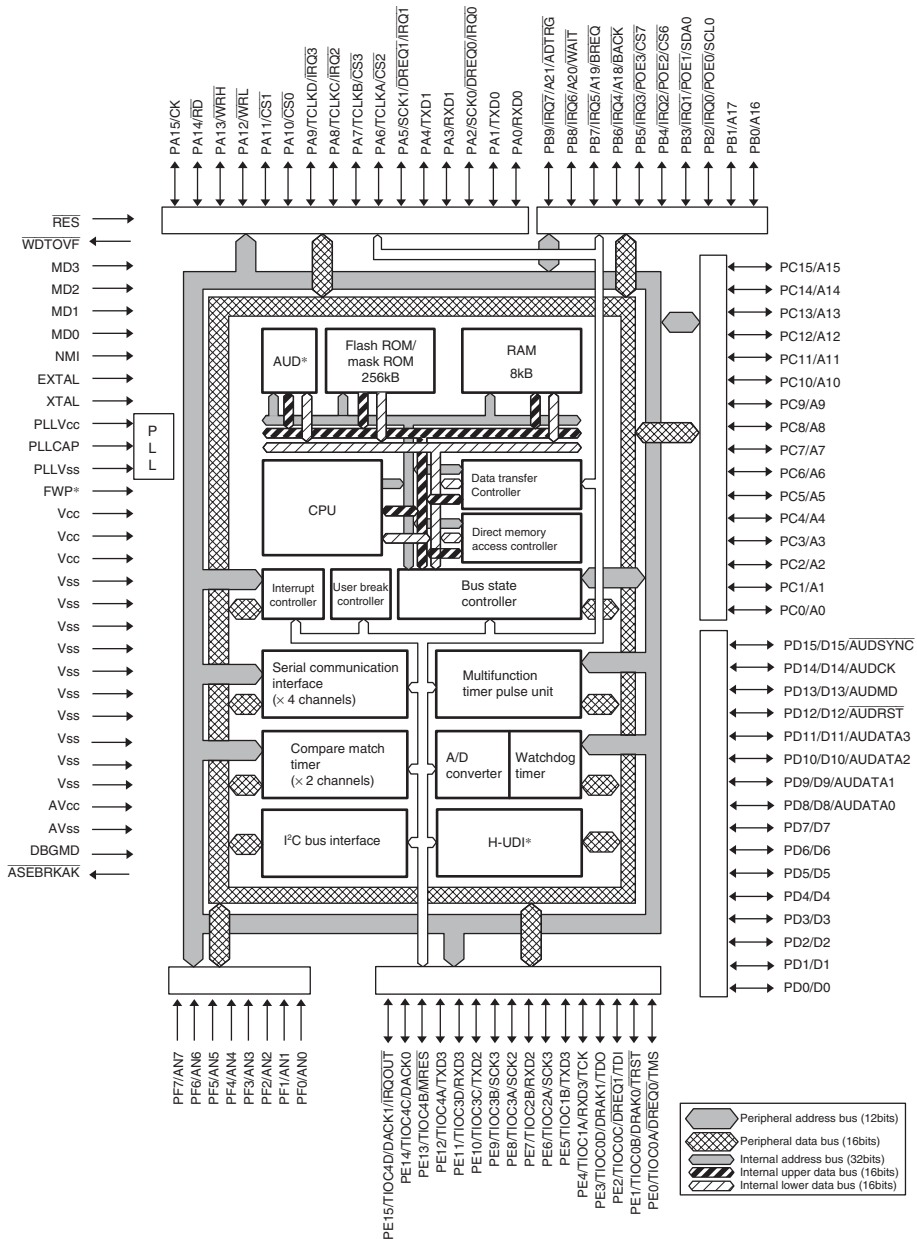 PA15/CK
PA14/RD
PA13/WRH
PA12/WRL
PA11/CS1
PA10/CS0
PA9/TCLKD/IRQ3
PA8/TCLKC/IRQ2
PA7/TCLKB/CS3
PA6/TCLKA/CS2
PA5/SCK1/DREQ1/IRQ1
PA4/TXD1
PA3/RXD1
PA2/SCK0/DREQ0/IRQ0
PA1/TXD0
PA0/RXD0
PB9/IRQ7/A21/ADTRG
PB8/IRQ6/A20/WAIT
PB7/IRQ5/A19/BREQ
PB6/IRQ4/A18/BACK
PB5/IRQ3/POE3/CS7
PB4/IRQ2/POE2/CS6
PB3/IRQ1/POE1/SDA0
PB2/IRQ0/POE0/SCL0
PB1/A17
PB0/A16
RES
WDTOVF
MD3
MD2
MD1
MD0
NMI
EXTAL
XTAL
PLLVcc
PLLCAP
PLLVss
FWP*
Vcc
Vcc
Vcc
Vss
Vss
Vss
Vss
Vss
Vss
Vss
Vss
Vss
Vss
AVcc
AVss
DBGMD
ASEBRKAK
P
L
L
AUD*
Flash ROM/
mask ROM
256kB
RAM
8kB
CPU
Data transfer
Controller
Direct memory
access controller
Interrupt
controller
User break
controller
Bus state
controller
Serial communication
interface
(× 4 channels)
Multifunction
timer pulse unit
Compare match
timer
(× 2 channels)
A/D
converter
Watchdog
timer
I²C bus interface
H-UDI*
PC15/A15
PC14/A14
PC13/A13
PC12/A12
PC11/A11
PC10/A10
PC9/A9
PC8/A8
PC7/A7
PC6/A6
PC5/A5
PC4/A4
PC3/A3
PC2/A2
PC1/A1
PC0/A0
PD15/D15/AUDSYNC
PD14/D14/AUDCK
PD13/D13/AUDMD
PD12/D12/AUDRST
PD11/D11/AUDATA3
PD10/D10/AUDATA2
PD9/D9/AUDATA1
PD8/D8/AUDATA0
PD7/D7
PD6/D6
PD5/D5
PD4/D4
PD3/D3
PD2/D2
PD1/D1
PD0/D0
PF7/AN7
PF6/AN6
PF5/AN5
PF4/AN4
PF3/AN3
PF2/AN2
PF1/AN1
PF0/AN0
PE15/TIOC4D/DACK1/IRQOUT
PE14/TIOC4C/DACK0
PE13/TIOC4B/MRES
PE12/TIOC4A/TXD3
PE11/TIOC3D/RXD3
PE10/TIOC3C/TXD2
PE9/TIOC3B/SCK3
PE8/TIOC3A/SCK2
PE7/TIOC2B/RXD2
PE6/TIOC2A/SCK3
PE5/TIOC1B/TXD3
PE4/TIOC1A/RXD3/TCK
PE3/TIOC0D/DRAK1/TDO
PE2/TIOC0C/DREQ1/TDI
PE1/TIOC0B/DRAK0/TRST
PE0/TIOC0A/DREQ0/TMS
Peripheral address bus (12bits)
Peripheral data bus (16bits)
Internal address bus (32bits)
Internal upper data bus (16bits)
Internal lower data bus (16bits)